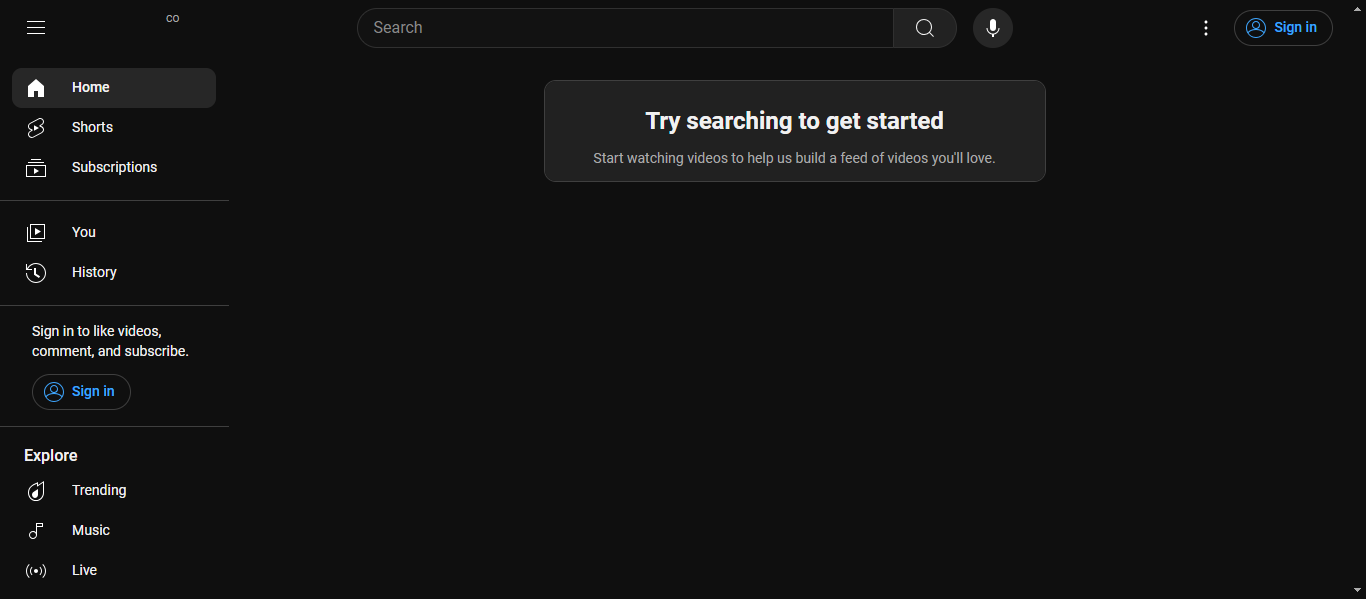 CO
Search
Sign in
Home
Shorts
Subscriptions
You
History
Sign in to like videos,
comment, and subscribe.
Sign in
Explore
Trending
Music
Live
Try searching to get started
Start watching videos to help us build a feed of videos you'll love.